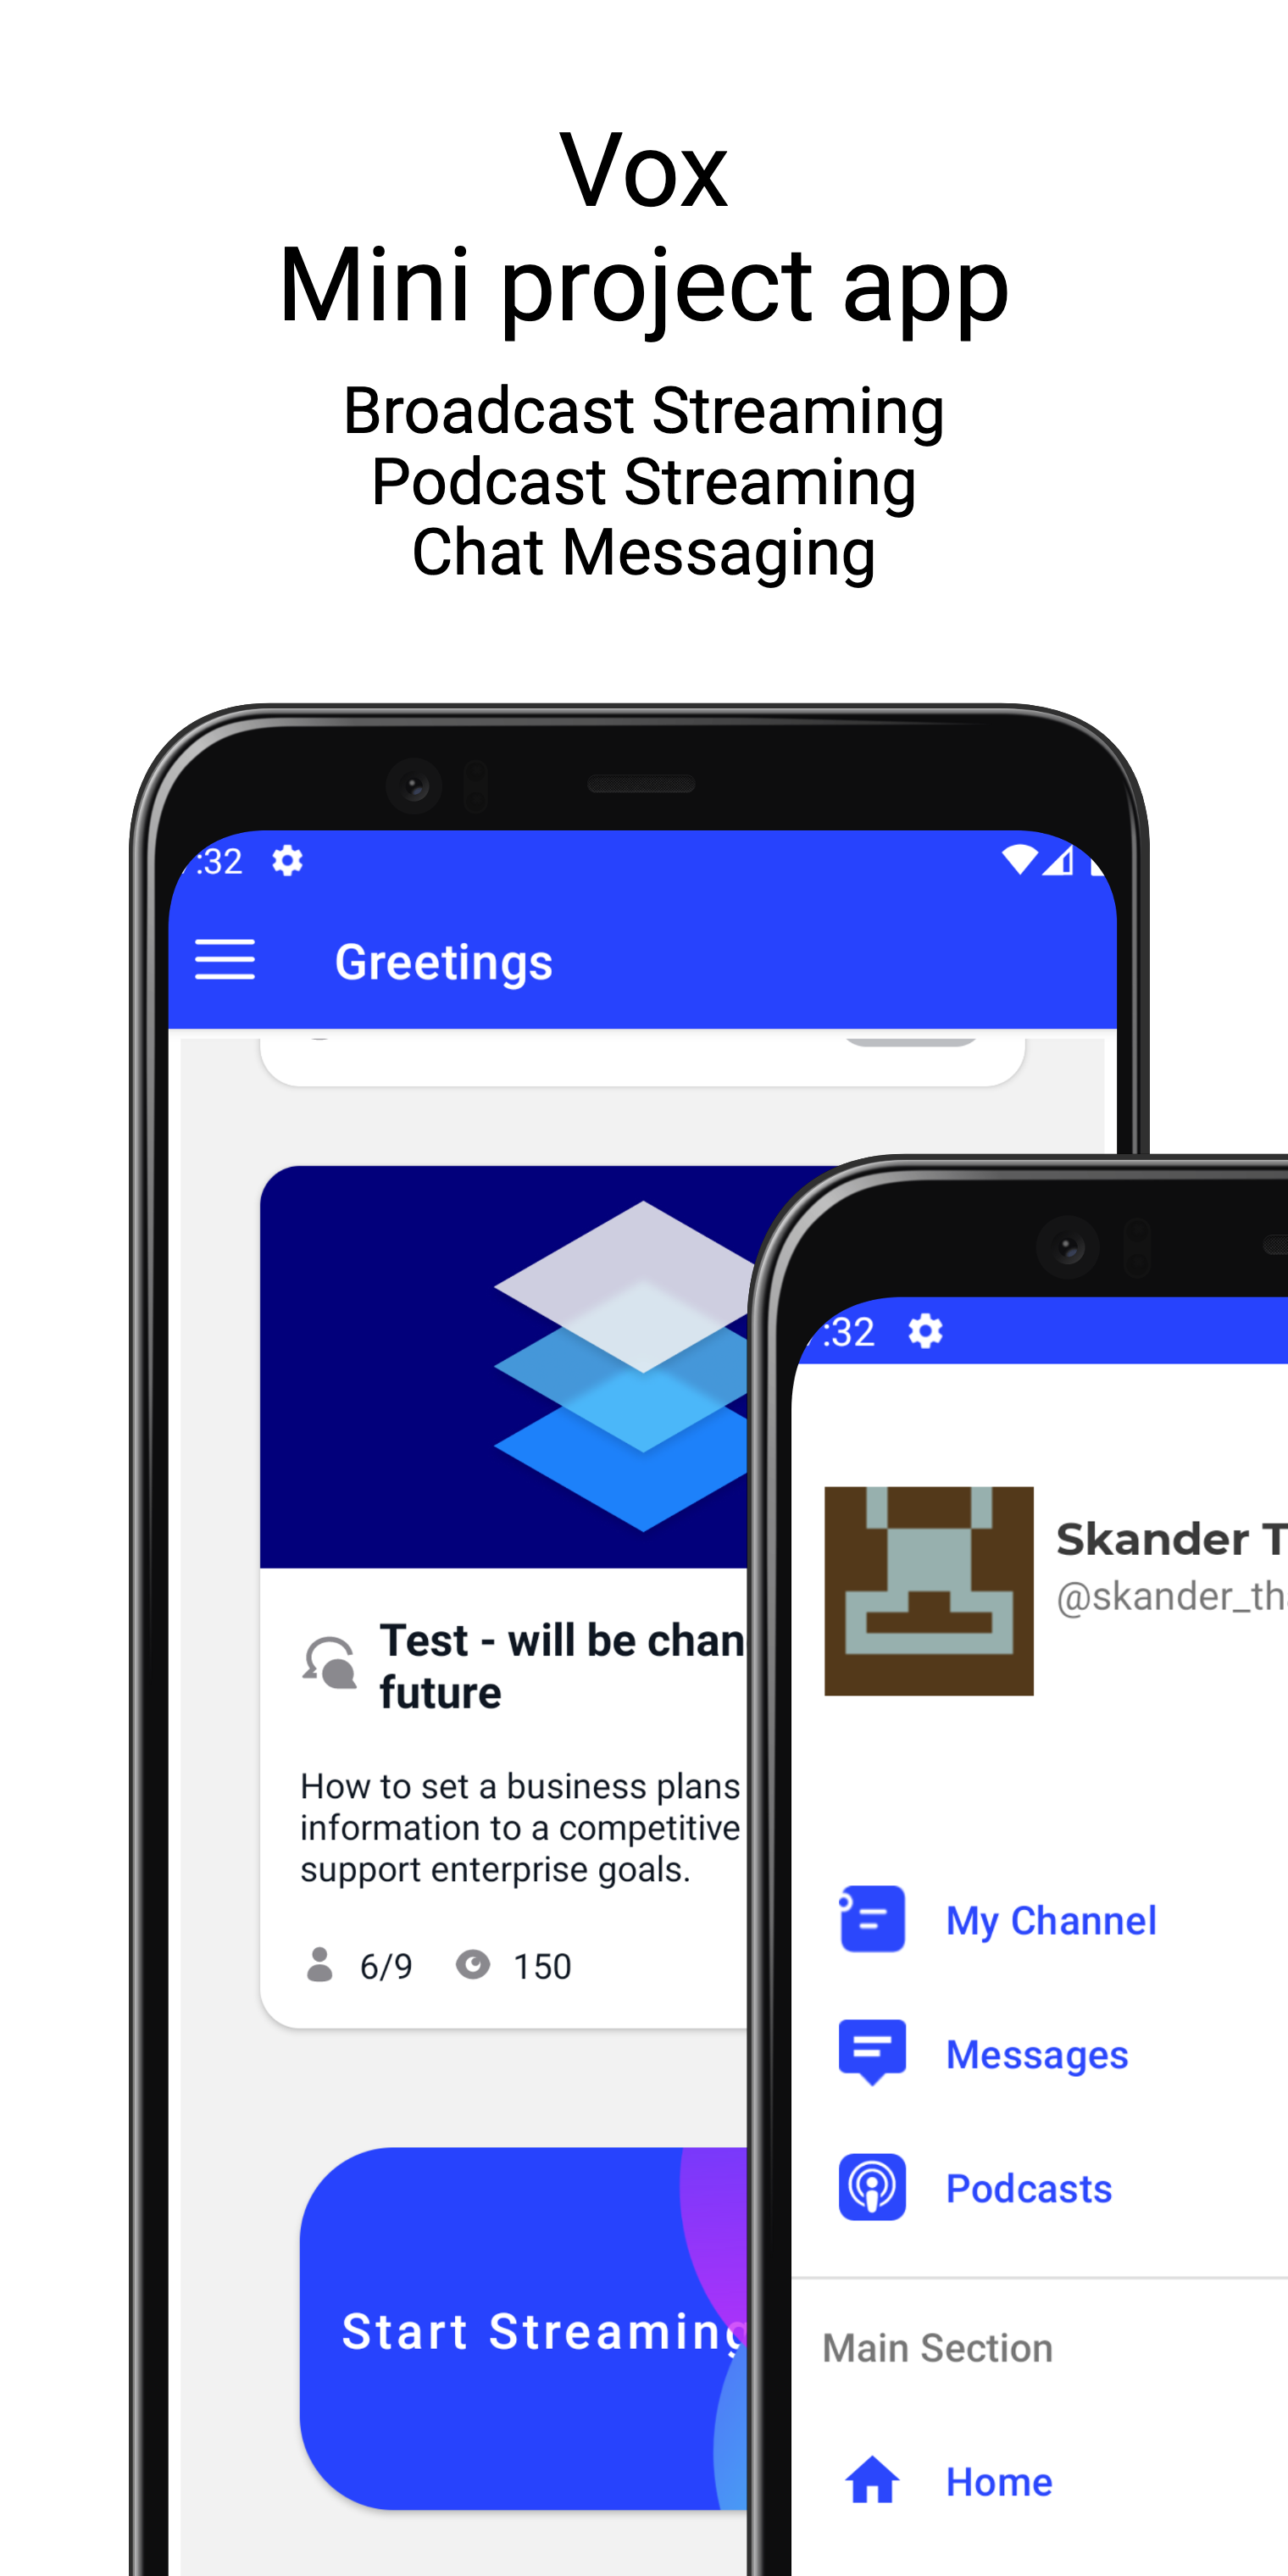 Vox
Mini project app
Broadcast Streaming
Podcast Streaming
Chat Messaging
:32
Greetings
Test - will be chan
future
How to set a business plans
information to a competitive
support enterprise goals.
6/9 150
Start Streaming
:32
Skander T
@skander_th
My Channel
Messages
Podcasts
Main Section
Home